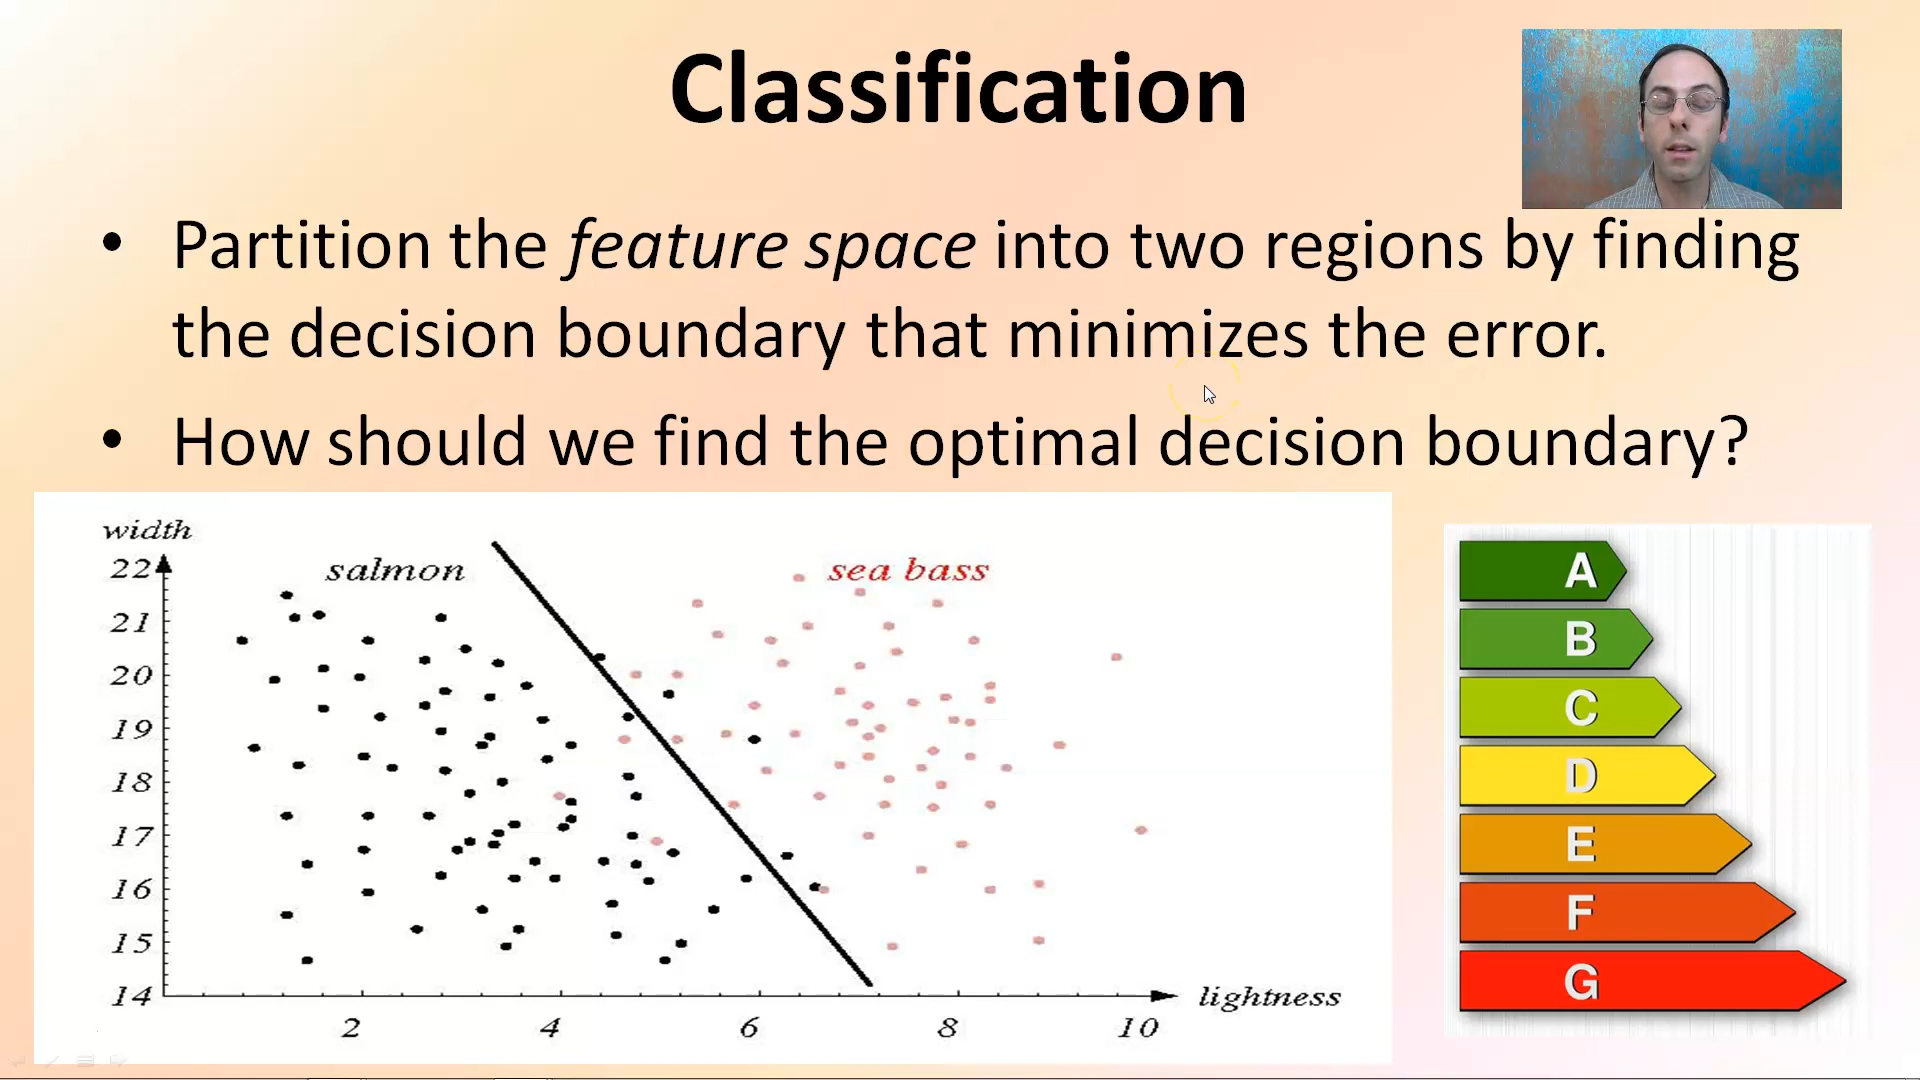 Classification
• Partition the feature space into two regions by finding
the decision boundary that minimizes the error.
• How should we find the optimal decision boundary?
width
salmon
sea bass
22
21
20
19
18
17
16
15
14
2 4 6 8 10
lightness
A
B
C
D
E
F
G